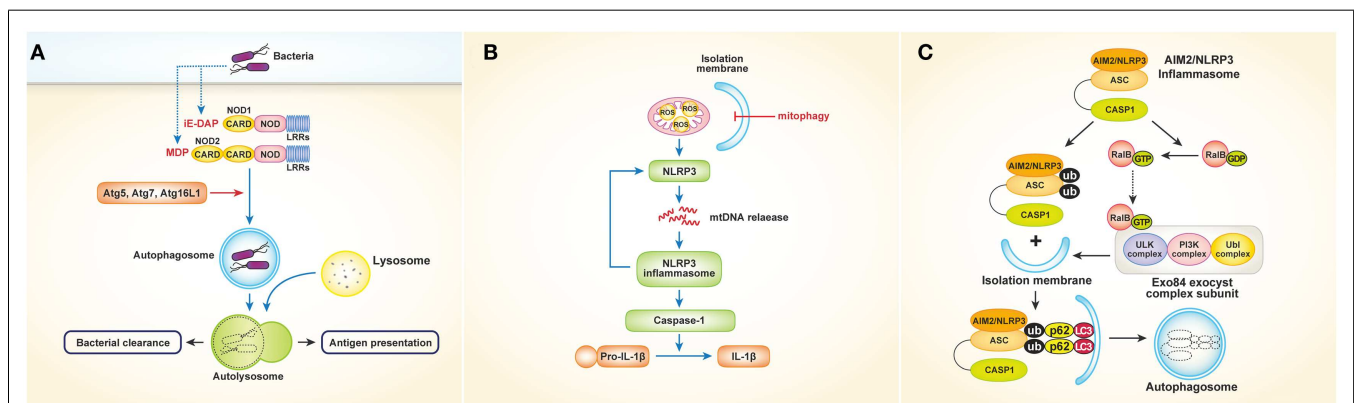 A
Bacteria
NOD1
iE-DAP
CARD
NOD
LRRs
NOD2
MDP
CARD
CARD
NOD
LRRs
Atg5, Atg7, Atg16L1
Autophagosome
Lysosome
Bacterial clearance
Antigen presentation
Autolysosome
B
Isolation
membrane
ROS
ROS
ROS
mitophagy
NLRP3
mtDNA relaease
NLRP3
inflammasome
Caspase-1
Pro-IL-1β
IL-1β
C
AIM2/NLRP3
ASC
CASP1
AIM2/NLRP3
Inflammasome
AIM2/NLRP3
ASC
ub
ub
CASP1
RalB
GTP
RalB
GDP
RalB
GTP
ULK
complex
PI3K
complex
Ubl
complex
Exo84 exocyst
complex subunit
+
Isolation membrane
AIM2/NLRP3
ASC
CASP1
ub
p62
LC3
ub
p62
LC3
Autophagosome